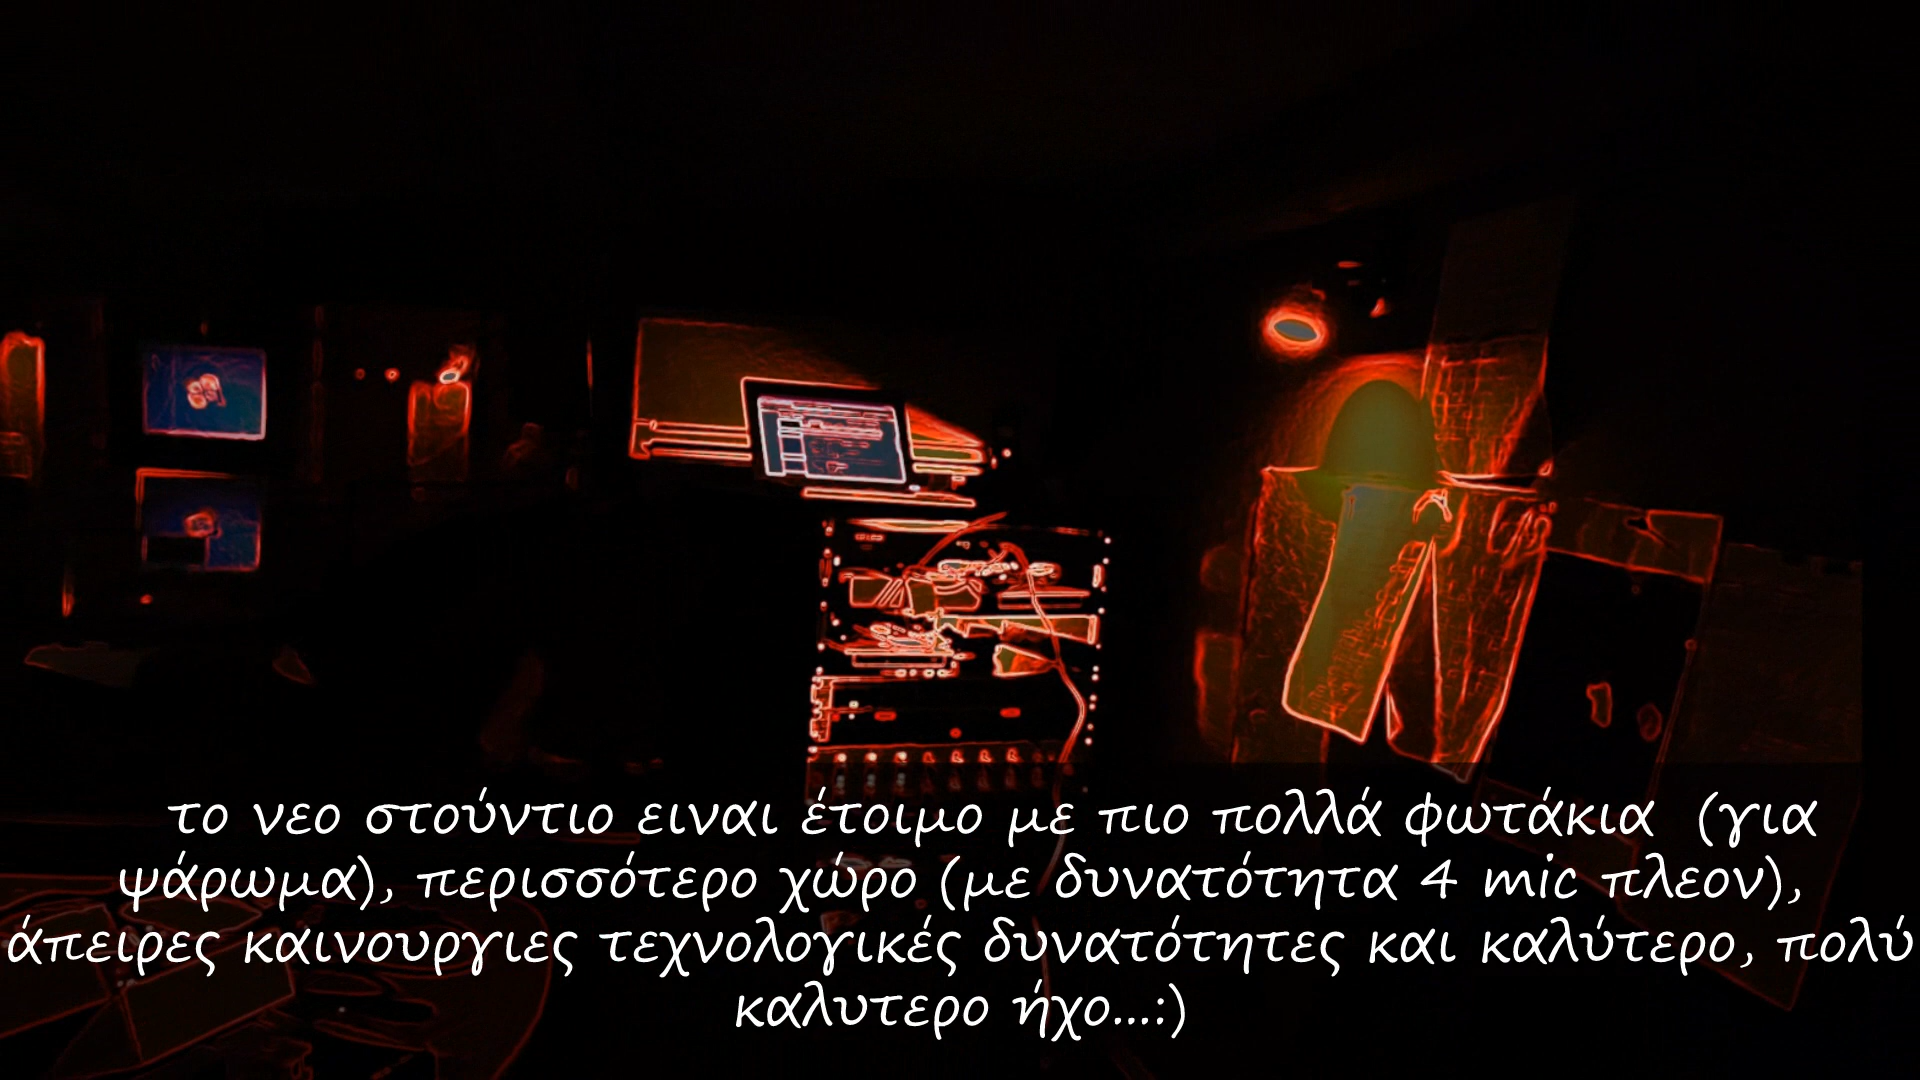 το νεο στούντιο ειναι έτοιμο με πιο πολλά φωτάκια (για
ψάρωμα), περισσότερο χώρο (με δυνατότητα 4 mic πλεον),
άπειρες καινουργιες τεχνολογικές δυνατότητες και καλύτερο, πολύ
καλυτερο ήχο...:)